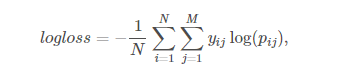 logloss = -\frac{1}{N} \sum_{i=1}^{N} \sum_{j=1}^{M} y_{ij} \log(p_{ij}),